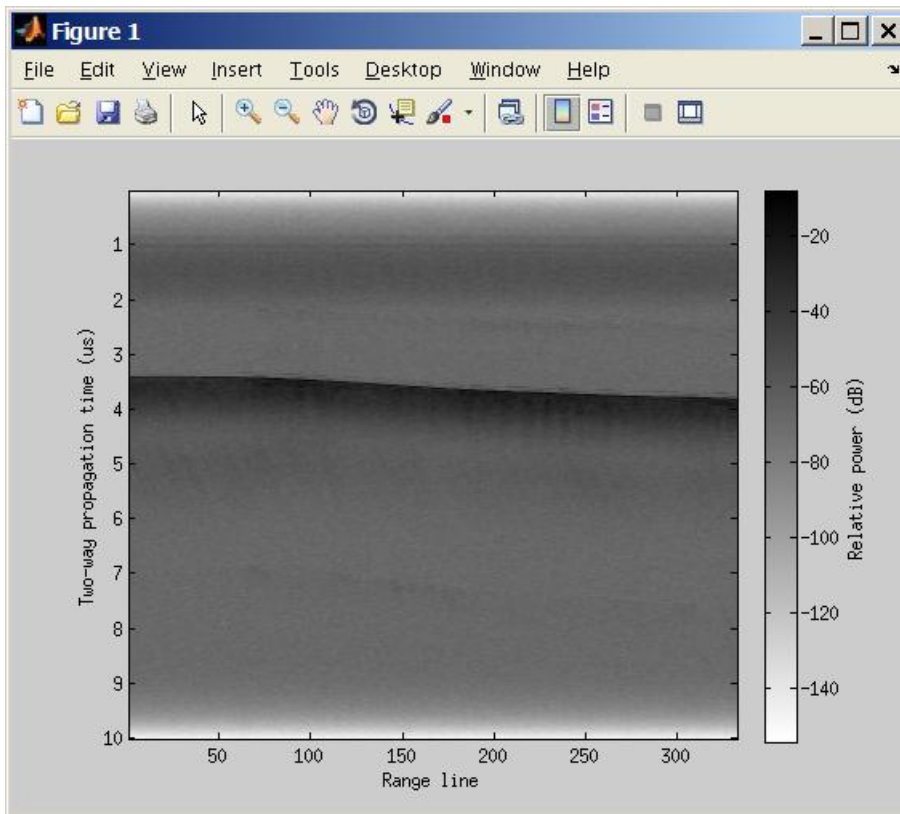 Figure 1
File Edit View Insert Tools Desktop Window Help
1
2
3
4
5
6
7
8
9
10
Two-way propagation time (us)
50 100 150 200 250 300
Range line
-20
-40
-60
-80
-100
-120
-140
Relative power (dB)